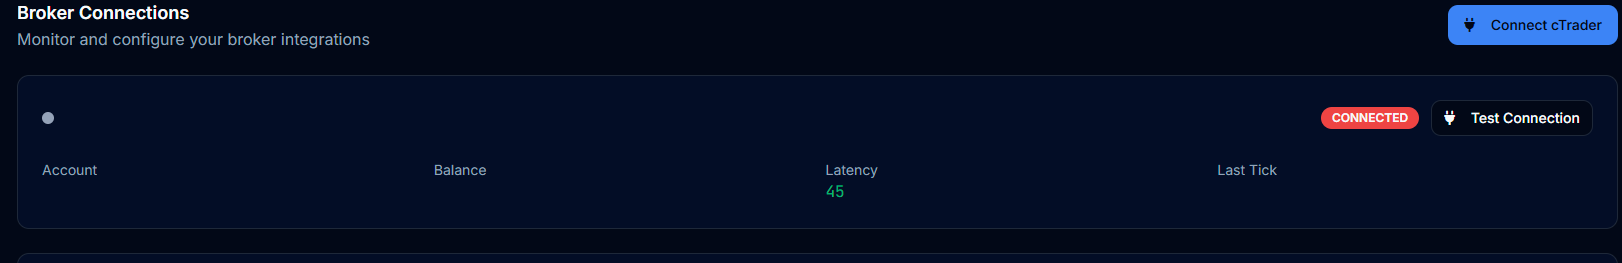 Broker Connections
Connect cTrader
Monitor and configure your broker integrations
CONNECTED
Test Connection
Account
Balance
Latency
Last Tick
45